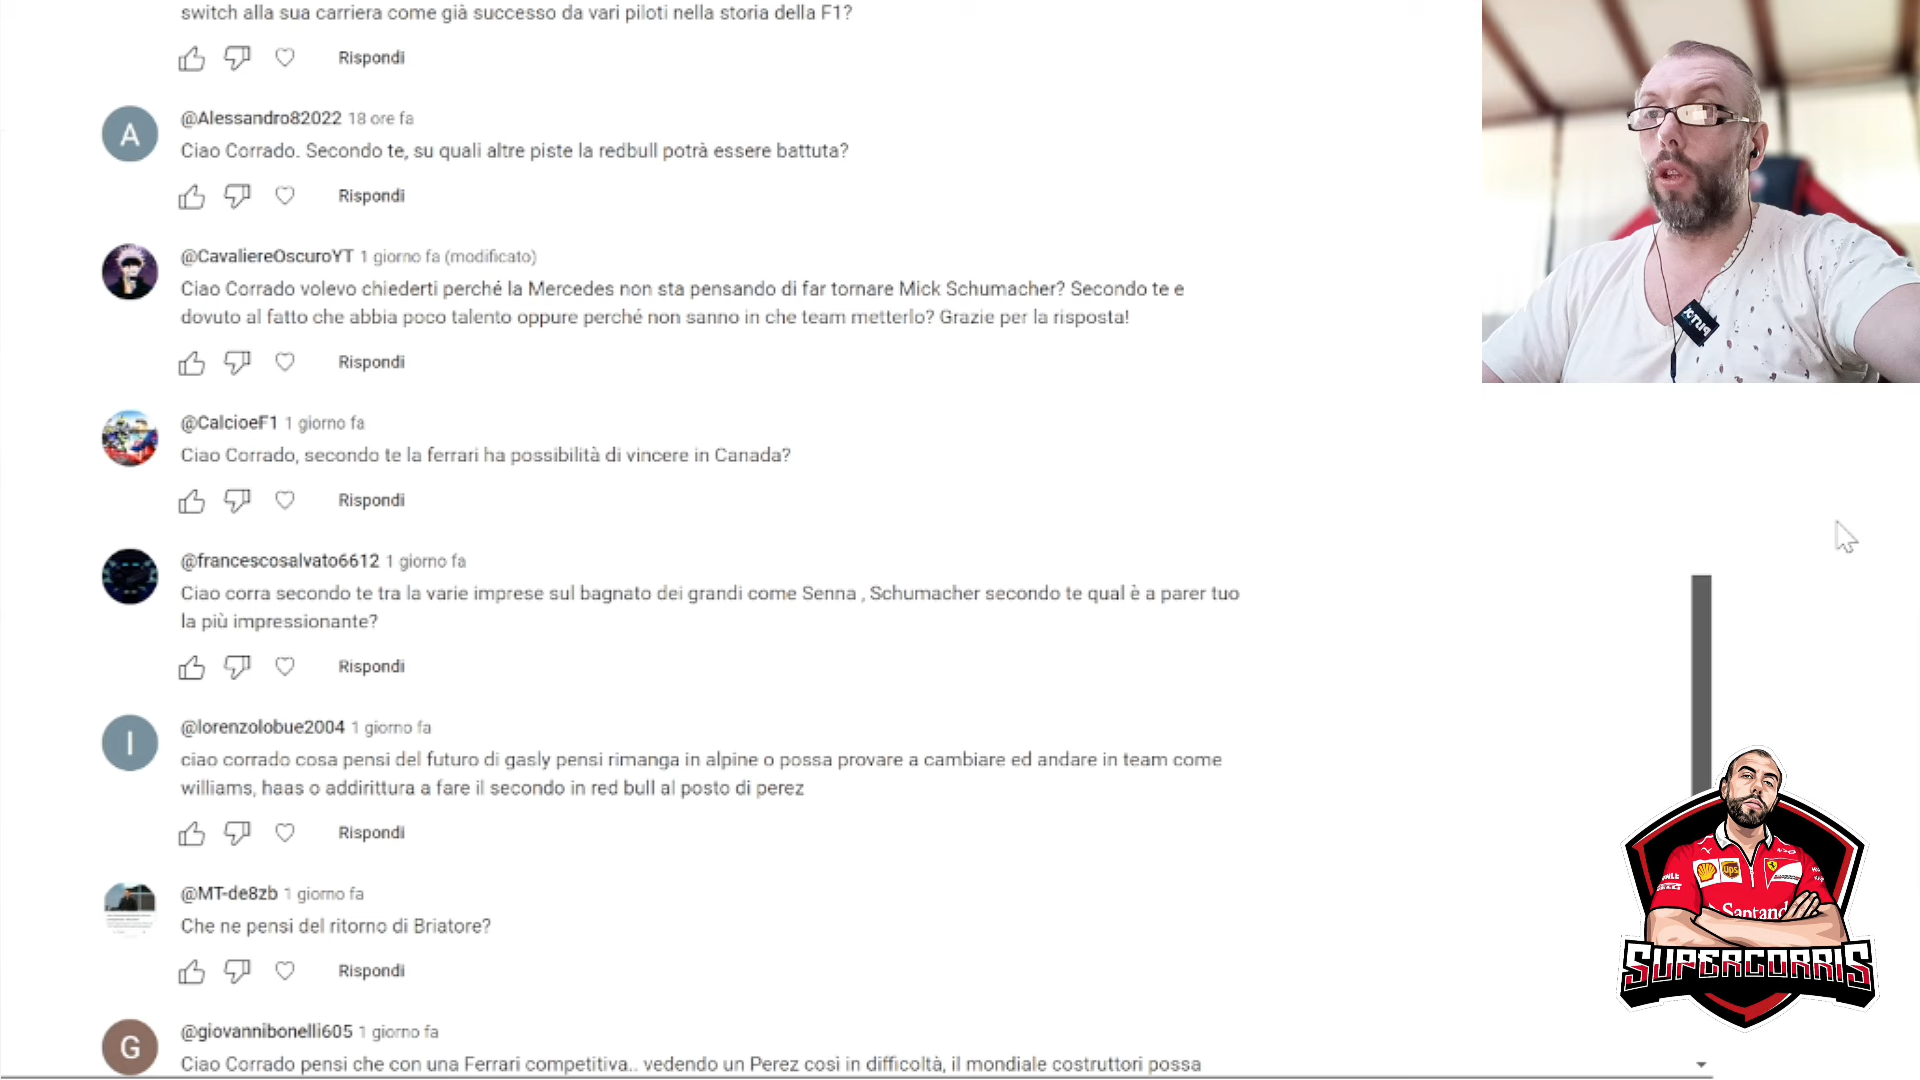 switch alla sua carriera come già successo da vari piloti nella storia della F1?
Rispondi
@Alessandro82022 18 ore fa
A
Ciao Corrado. Secondo te, su quali altre piste la redbull potrà essere battuta?
Rispondi
@CavaliereOscuroYT 1 giorno fa (modificato)
Ciao Corrado volevo chiederti perché la Mercedes non sta pensando di far tornare Mick Schumacher? Secondo te e
dovuto al fatto che abbia poco talento oppure perché non sanno in che team metterlo? Grazie per la risposta!
Rispondi
@CalcioeF1 1 giorno fa
Ciao Corrado, secondo te la ferrari ha possibilità di vincere in Canada?
Rispondi
@francescosalvato6612 1 giorno fa
Ciao corra secondo te tra la varie imprese sul bagnato dei grandi come Senna , Schumacher secondo te qual è a parer tuo
la più impressionante?
Rispondi
@lorenzolobue2004 1 giorno fa
l
ciao corrado cosa pensi del futuro di gasly pensi rimanga in alpine o possa provare a cambiare ed andare in team come
williams, haas o addirittura a fare il secondo in red bull al posto di perez
Rispondi
@MT-de8zb 1 giorno fa
Che ne pensi del ritorno di Briatore?
Rispondi
@giovannibonelli605 1 giorno fa
G
Ciao Corrado pensi che con una Ferrari competitiva.. vedendo un Perez cosi in difficoltà, il mondiale costruttori possa
ups
Santand
SUPERCORRIS